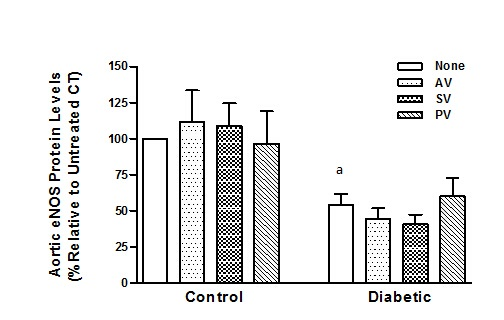 Aortic eNOS Protein Levels
(% Relative to Untreated CT)
150
125
100
75
50
25
0
a
None
AV
SV
PV
Control
Diabetic